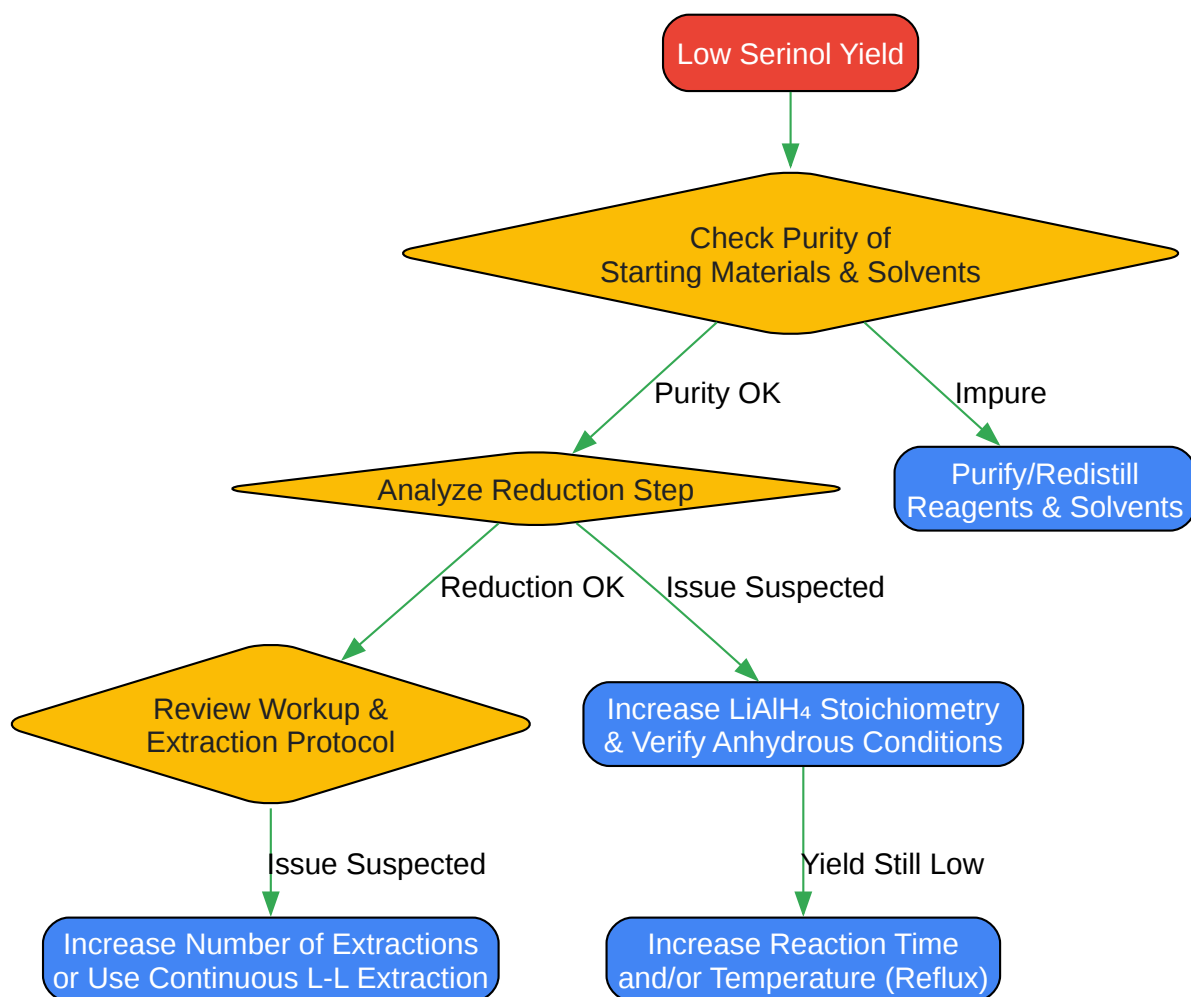 Low Serinol Yield
Check Purity of
Starting Materials & Solvents
Purity OK
Impure
Analyze Reduction Step
Purify/Redistill
Reagents & Solvents
Reduction OK
Issue Suspected
Review Workup &
Extraction Protocol
Increase LiAlH₄ Stoichiometry
& Verify Anhydrous Conditions
Issue Suspected
Yield Still Low
Increase Number of Extractions
or Use Continuous L-L Extraction
Increase Reaction Time
and/or Temperature (Reflux)